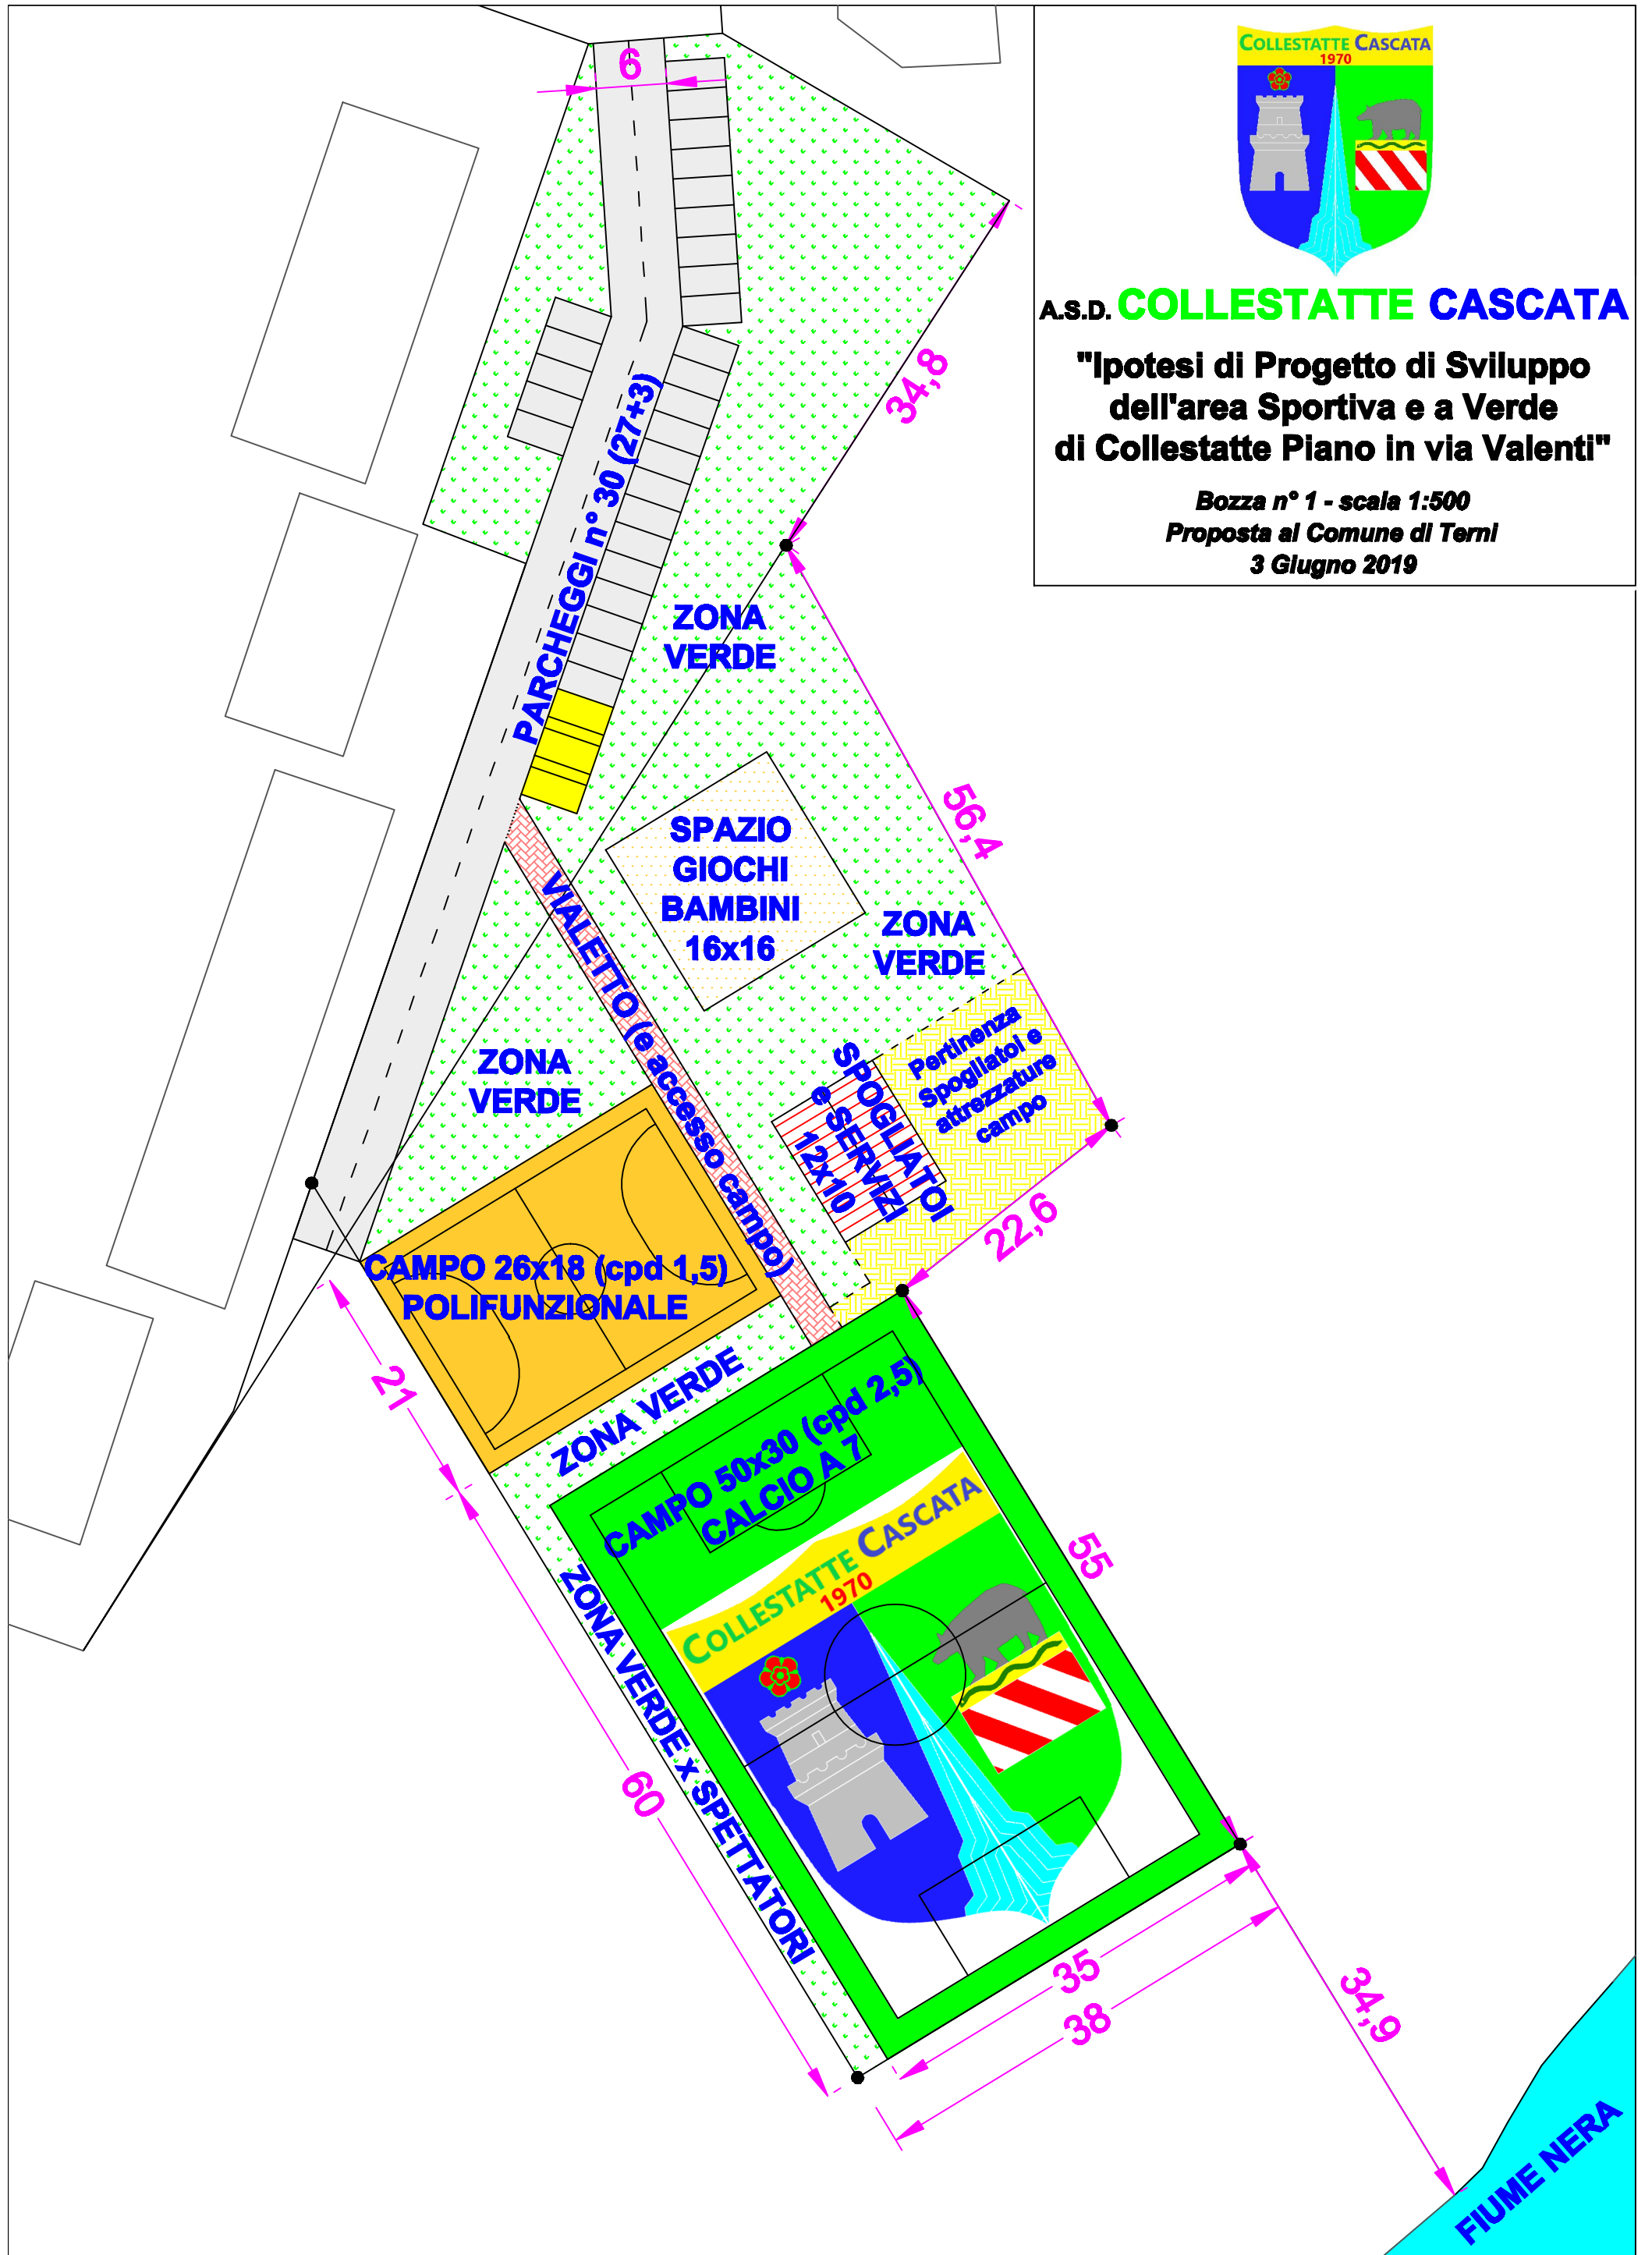 COLLESTATTE CASCATA
1970
A.S.D. COLLESTATTE CASCATA
"Ipotesi di Progetto di Sviluppo
dell'area Sportiva e a Verde
di Collestatte Piano in via Valenti"
Bozza n° 1 - scala 1:500
Proposta al Comune di Terni
3 Giugno 2019
6
34,8
PARCHEGGI n° 30 (27+3)
ZONA
VERDE
56,4
SPAZIO
GIOCHI
BAMBINI
16x16
ZONA
VERDE
VIALETTO (e accesso campo)
ZONA
VERDE
Pertinenza
Spogliatoi e
attrezzature
campo
SPOGLIATOI
e SERVIZI
12x10
22,6
CAMPO 26x18 (cpd 1,5)
POLIFUNZIONALE
21
ZONA VERDE
CAMPO 50x30 (cpd 2,5)
CALCIO A 7
COLLESTATTE CASCATA
1970
55
ZONA VERDE x SPETTATORI
60
35
38
34,9
FIUME NERA